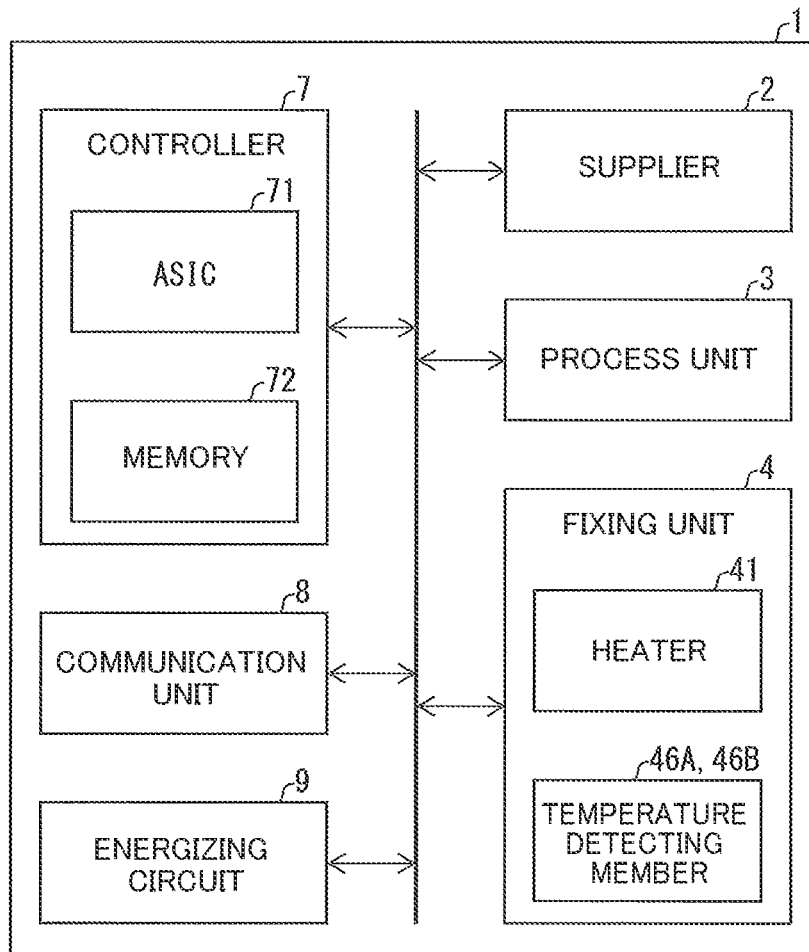 1
7
CONTROLLER
71
ASIC
72
MEMORY
8
COMMUNICATION
UNIT
9
ENERGIZING
CIRCUIT
2
SUPPLIER
3
PROCESS UNIT
4
FIXING UNIT
41
HEATER
46A, 46B
TEMPERATURE
DETECTING
MEMBER